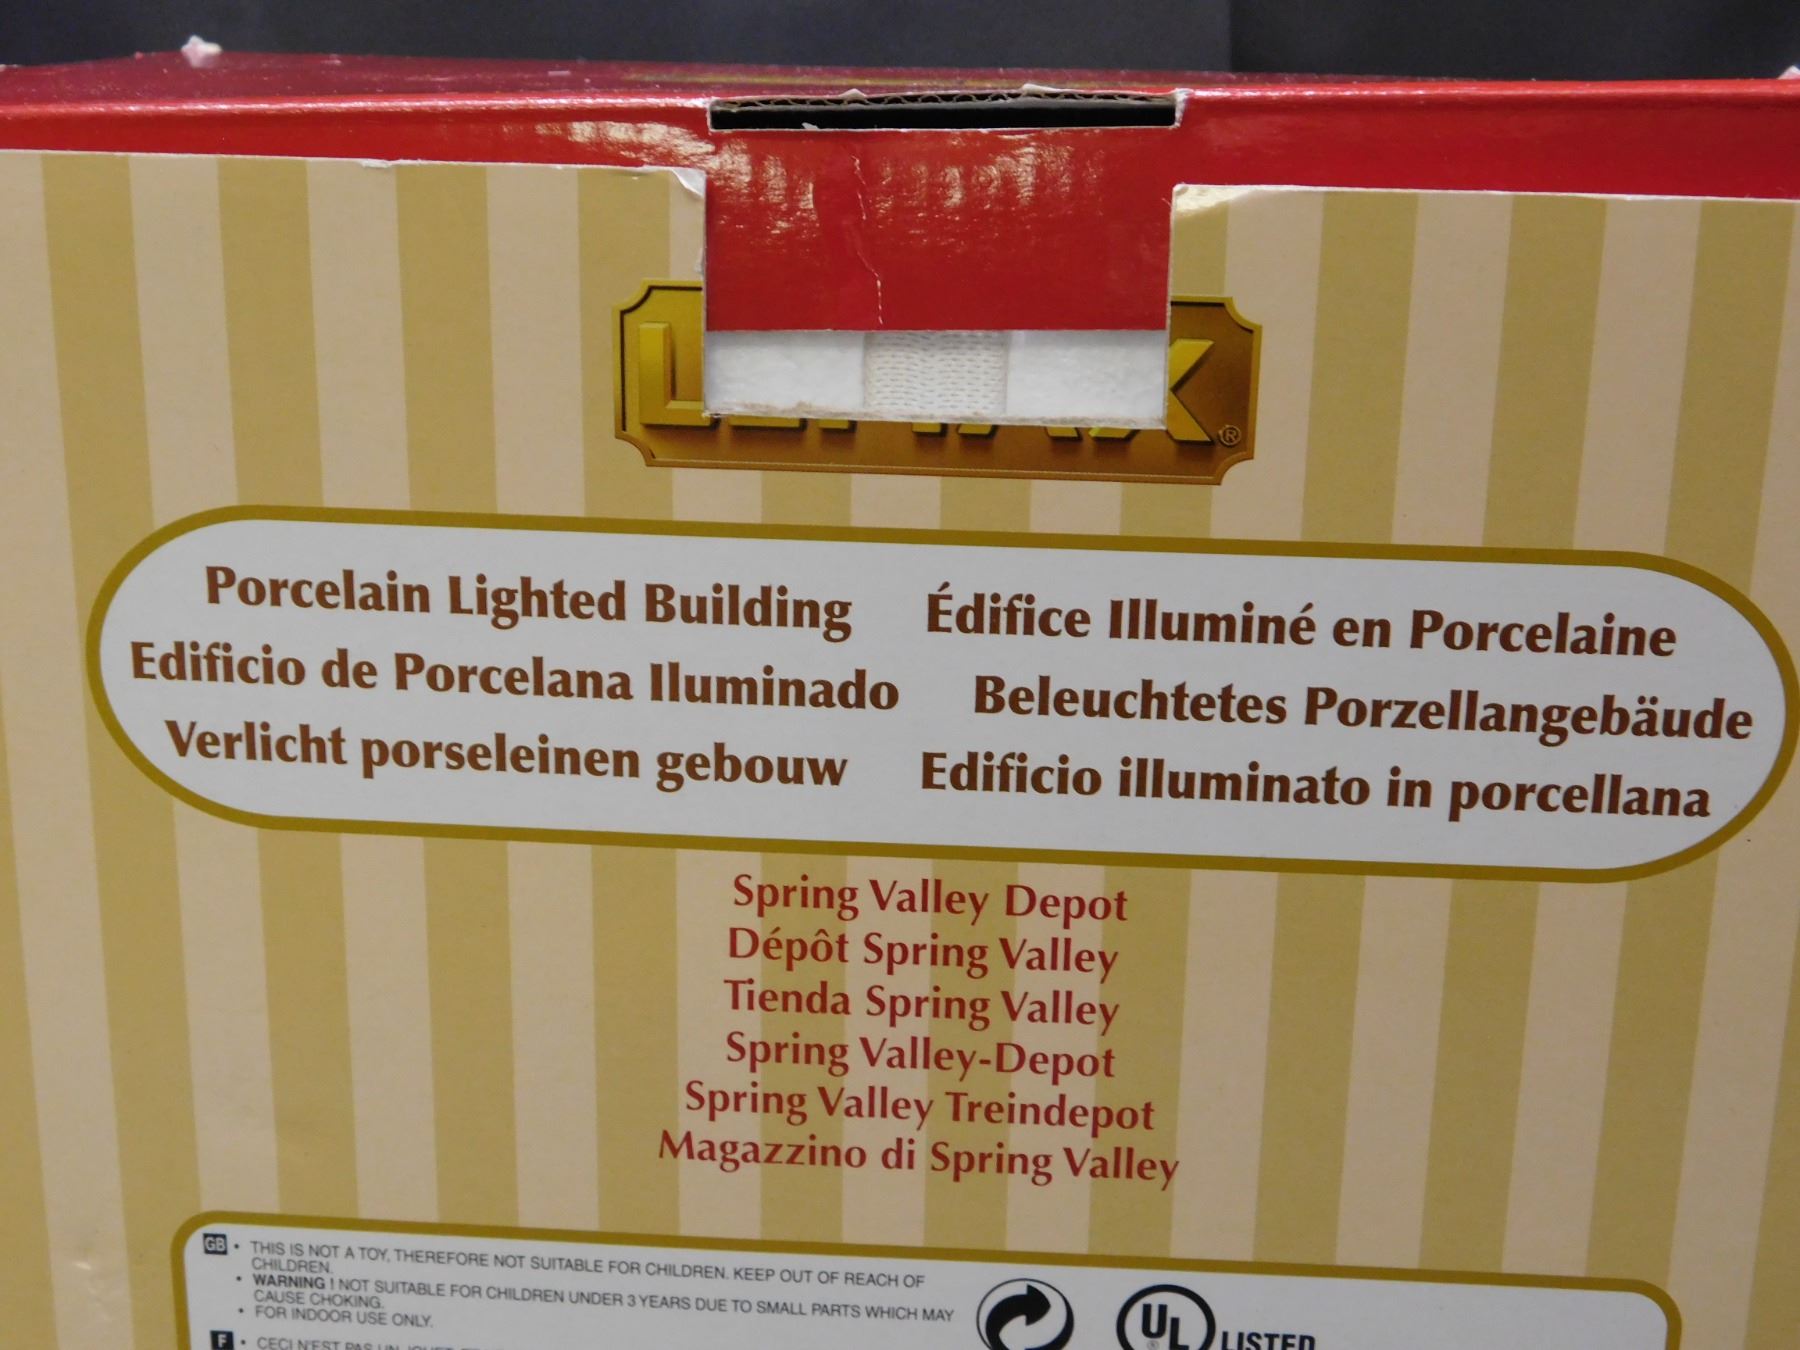 Porcelain Lighted Building Édifice Illuminé en Porcelaine
Edificio de Porcelana Iluminado Beleuchtetes Porzellangebäude
Verlicht porseleinen gebouw Edificio illuminato in porcellana
Spring Valley Depot
Dépôt Spring Valley
Tienda Spring Valley
Spring Valley-Depot
Spring Valley Treindepot
Magazzino di Spring Valley
GB • THIS IS NOT A TOY, THEREFORE NOT SUITABLE FOR CHILDREN. KEEP OUT OF REACH OF
CHILDREN.
• WARNING ! NOT SUITABLE FOR CHILDREN UNDER 3 YEARS DUE TO SMALL PARTS WHICH MAY
CAUSE CHOKING.
• FOR INDOOR USE ONLY.
F • CECI N'EST PAS UN
UL ® LISTED